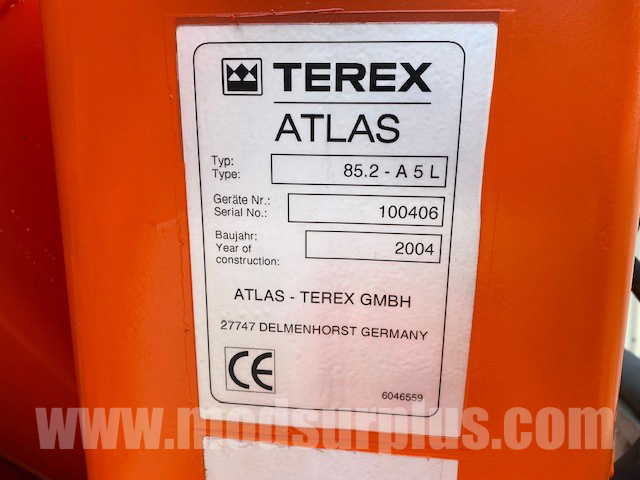 TEREX
ATLAS
Typ:
Type:
85.2 - A 5 L
Geräte Nr.:
Serial No.:
100406
Baujahr:
Year of
construction:
2004
ATLAS - TEREX GMBH
27747 DELMENHORST GERMANY
CE
6046559
www.modsurplus.com